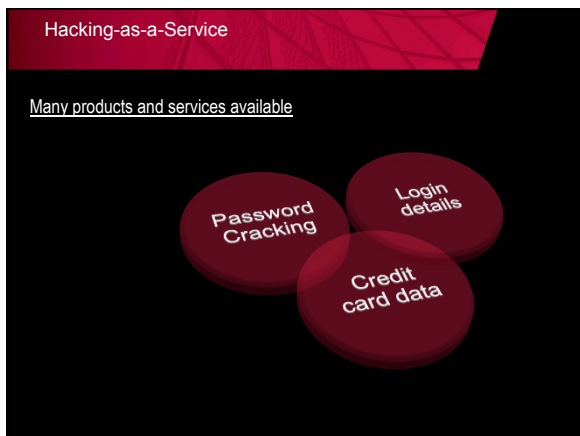 Hacking-as-a-Service
Many products and services available
Password
Cracking
Login
details
Credit
card data